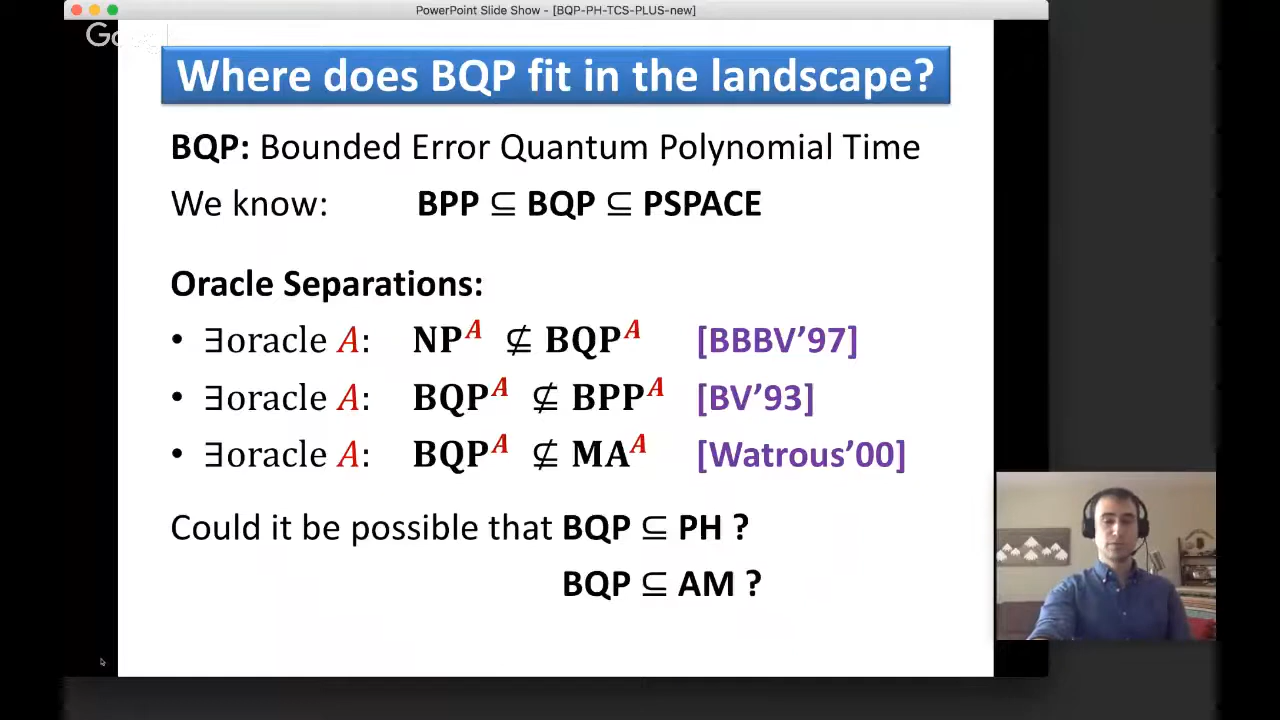 PowerPoint Slide Show - [BQP-PH-TCS-PLUS-new]
Where does BQP fit in the landscape?
BQP: Bounded Error Quantum Polynomial Time
We know: BPP ⊆ BQP ⊆ PSPACE
Oracle Separations:
• ∃oracle A: NP^A ⊈ BQP^A [BBBV’97]
• ∃oracle A: BQP^A ⊈ BPP^A [BV’93]
• ∃oracle A: BQP^A ⊈ MA^A [Watrous’00]
Could it be possible that BQP ⊆ PH ?
BQP ⊆ AM ?